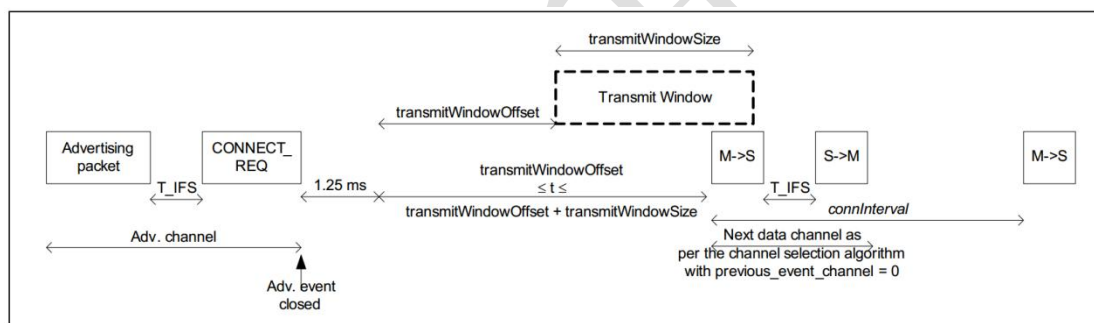 transmitWindowSize
Transmit Window
transmitWindowOffset
Advertising
packet
CONNECT_
REQ
M->S
S->M
M->S
T_IFS
1.25 ms
transmitWindowOffset
≤ t ≤
transmitWindowOffset + transmitWindowSize
T_IFS
connInterval
Adv. channel
Next data channel as
per the channel selection algorithm
with previous_event_channel = 0
Adv. event
closed